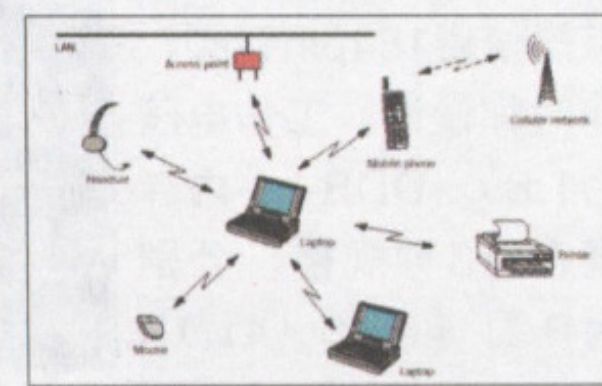 LAN
Access point
Cellular network
Mobile phone
Headset
Laptop
Printer
Mouse
Laptop